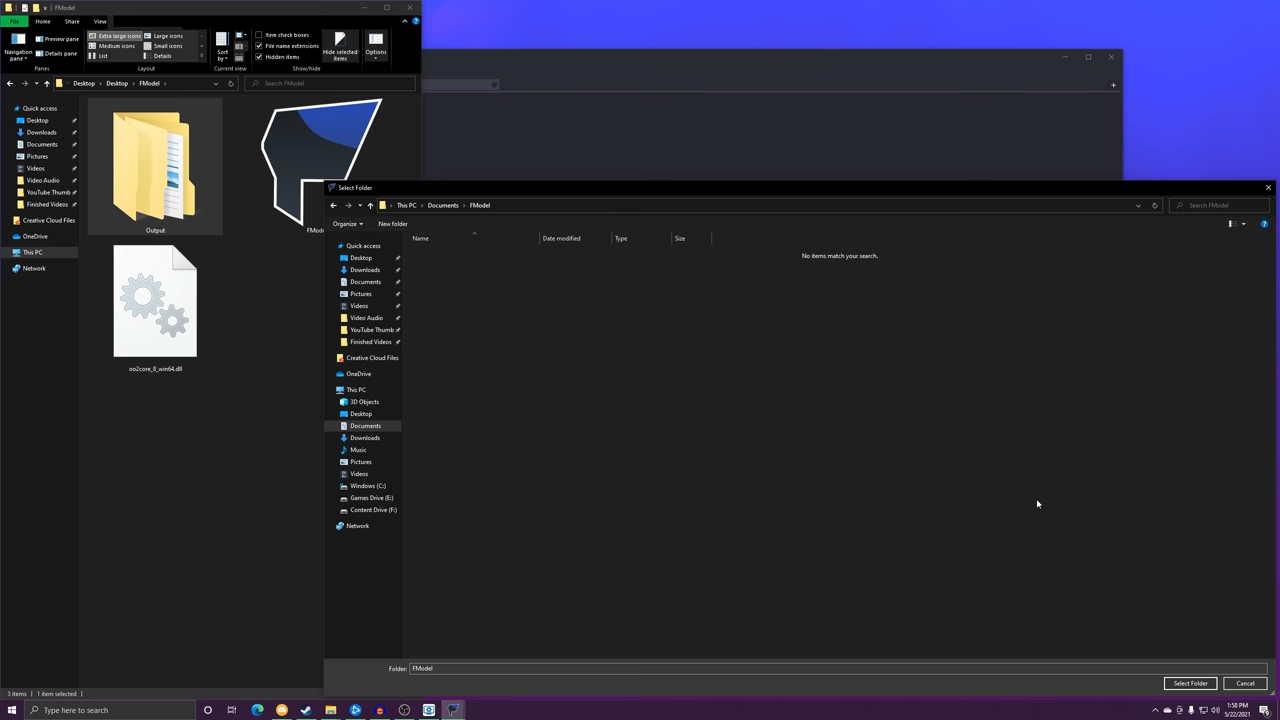 FModel
File Home Share View
Navigation pane
Preview pane
Details pane
Panes
Extra large icons Large icons
Medium icons Small icons
List Details
Layout
Sort by
Current view
Item check boxes
File name extensions
Hidden items
Hide selected items
Show/hide
Options
Desktop > Desktop > FModel >
Search FModel
Quick access
Desktop
Downloads
Documents
Pictures
Videos
Video Audio
YouTube Thumb
Finished Videos
Creative Cloud Files
OneDrive
This PC
Network
Output
FMode
oo2core_8_win64.dll
3 items 1 item selected
Select Folder
This PC > Documents > FModel
Search FModel
Organize New folder
Name Date modified Type Size
No items match your search.
Quick access
Desktop
Downloads
Documents
Pictures
Videos
Video Audio
YouTube Thumb
Finished Videos
Creative Cloud Files
OneDrive
This PC
3D Objects
Desktop
Documents
Downloads
Music
Pictures
Videos
Windows (C:)
Games Drive (E:)
Content Drive (F:)
Network
Folder: FModel
Select Folder Cancel
Type here to search
1:58 PM
5/22/2021